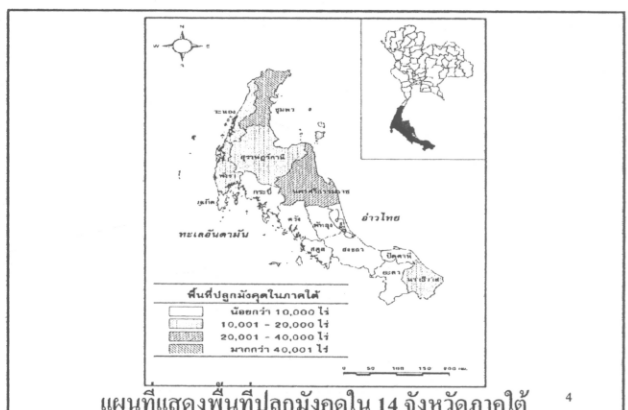 N
W E
S
ระนอง
ชุมพร
สุราษฎร์ธานี
พังงา
กระบี่
นครศรีธรรมราช
ภูเก็ต
ตรัง
พัทลุง
อ่าวไทย
ทะเลอันดามัน
สตูล
สงขลา
ปัตตานี
ยะลา
นราธิวาส
พื้นที่ปลูกมังคุดในภาคใต้
น้อยกว่า 10,000 ไร่
10,001 - 20,000 ไร่
20,001 - 40,000 ไร่
มากกว่า 40,001 ไร่
0 50 100 150 200
แผนที่แสดงพื้นที่ปลูกมังคุดใน 14 จังหวัดภาคใต้
4